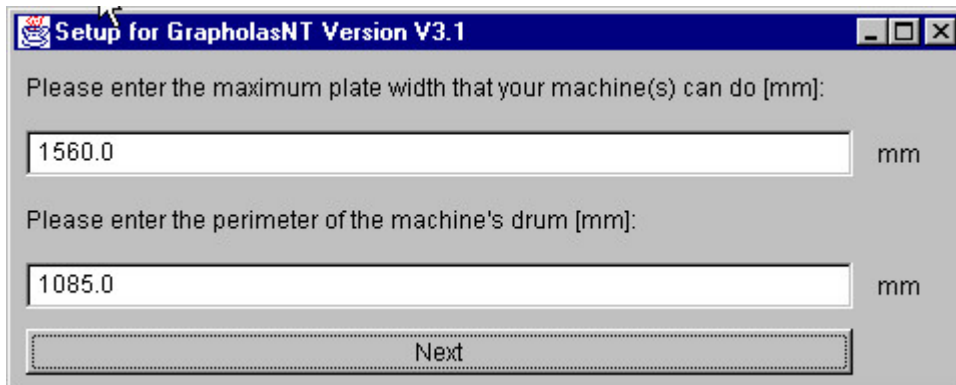 Setup for GrapholasNT Version V3.1
Please enter the maximum plate width that your machine(s) can do [mm]:
1560.0 mm
Please enter the perimeter of the machine's drum [mm]:
1085.0 mm
Next